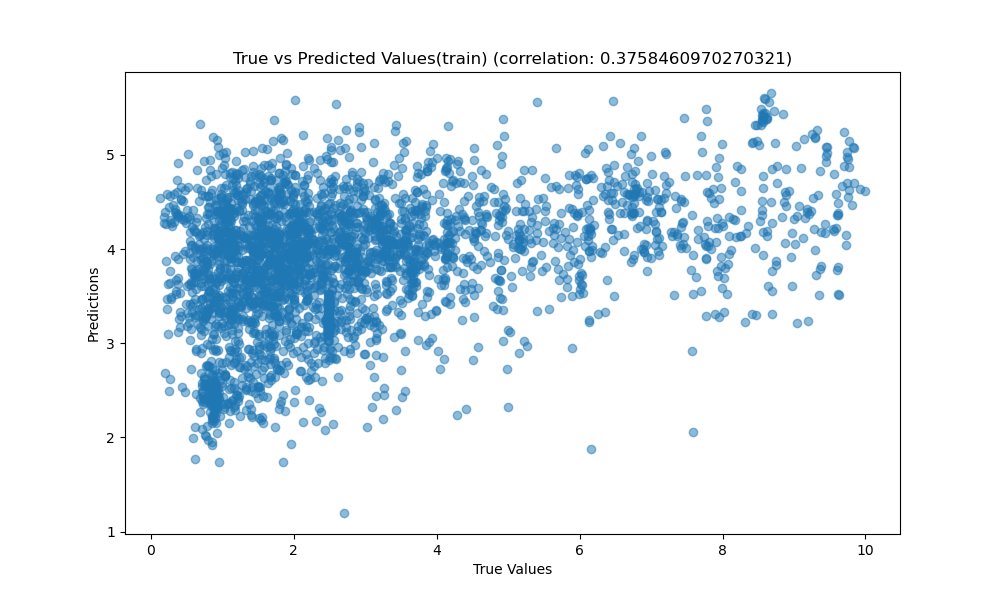 True vs Predicted Values(train) (correlation: 0.3758460970270321)
5
4
3
2
1
Predictions
0 2 4 6 8 10
True Values